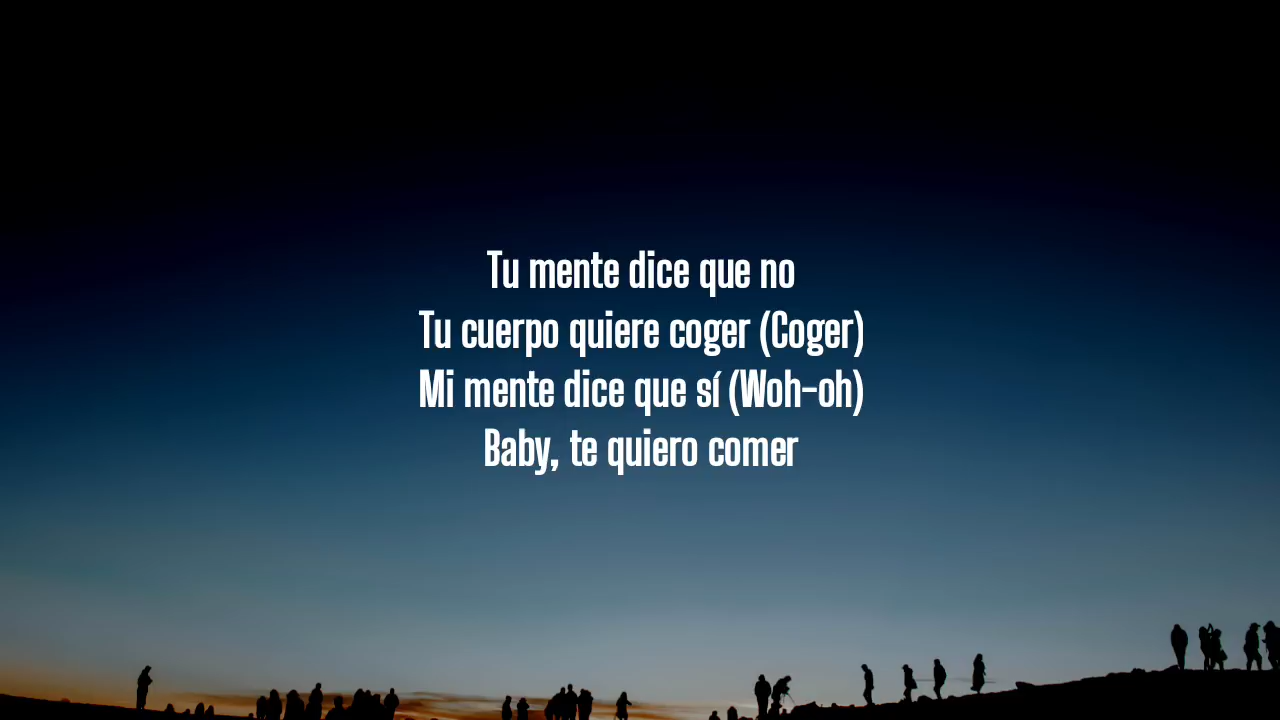 Tu mente dice que no
Tu cuerpo quiere coger (Coger)
Mi mente dice que sí (Woh-oh)
Baby, te quiero comer